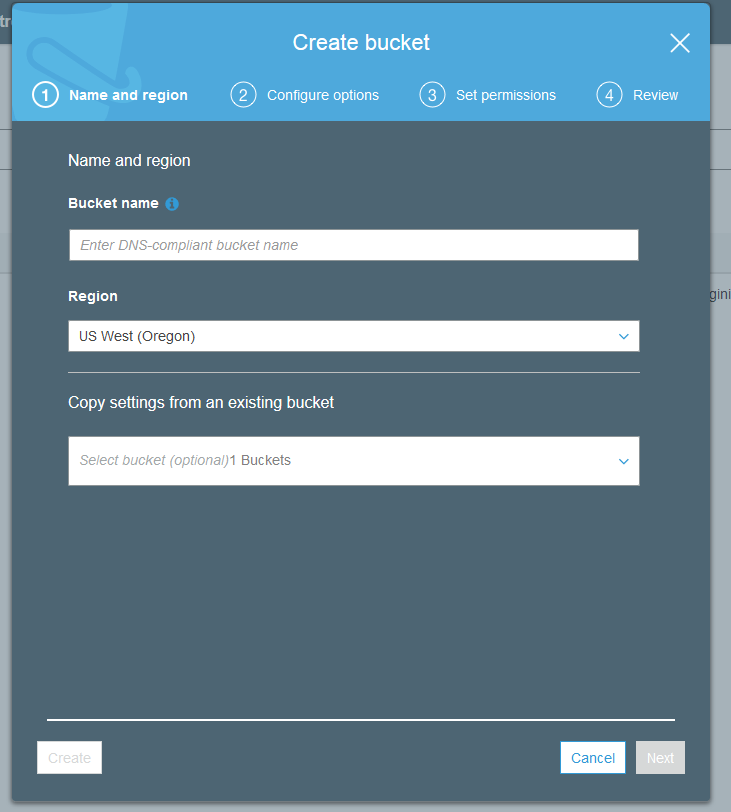 Create bucket
1 Name and region 2 Configure options 3 Set permissions 4 Review
Name and region
Bucket name
Enter DNS-compliant bucket name
Region
US West (Oregon)
Copy settings from an existing bucket
Select bucket (optional)1 Buckets
Create Cancel Next